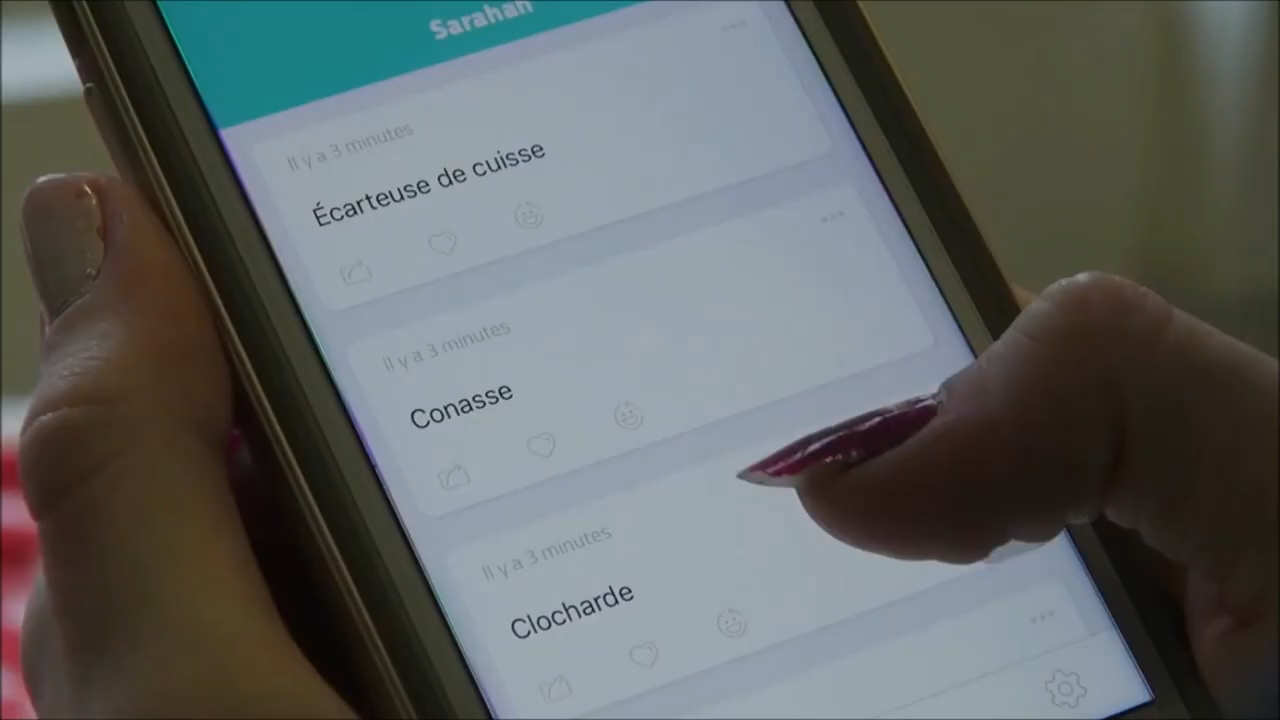 Sarahah
Il y a 3 minutes
Écarteuse de cuisse
Il y a 3 minutes
Conasse
Il y a 3 minutes
Clocharde